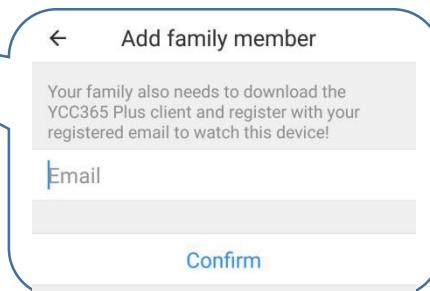 Add family member
Your family also needs to download the
YCC365 Plus client and register with your
registered email to watch this device!
Email
Confirm